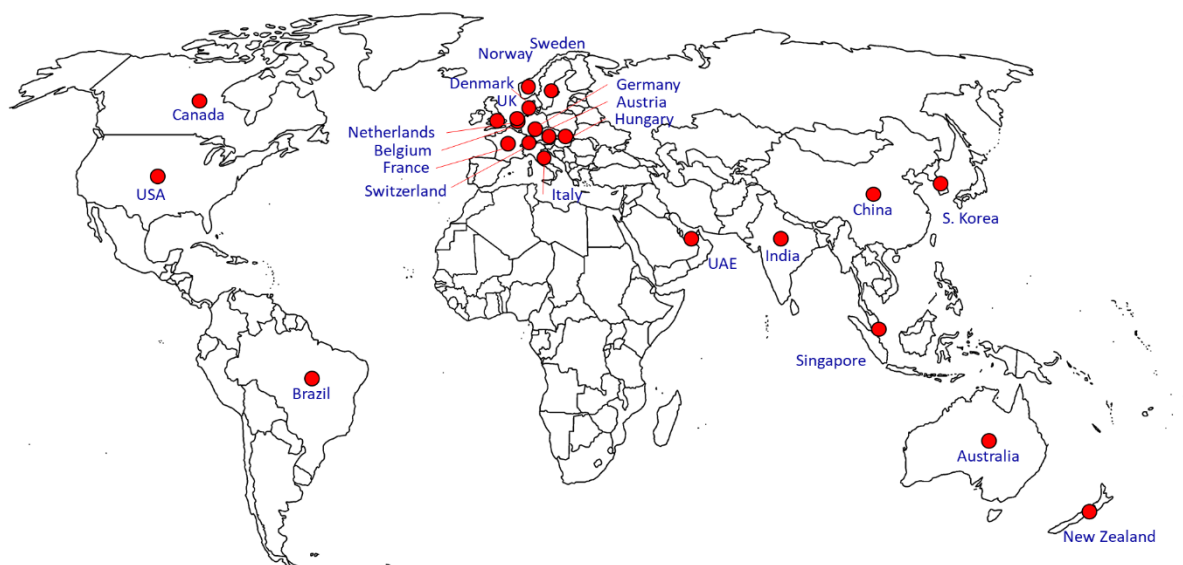 Sweden
Norway
Denmark
Germany
UK
Austria
Canada
Hungary
Netherlands
Belgium
France
Switzerland
USA
Italy
China
S. Korea
UAE
India
Singapore
Brazil
Australia
New Zealand